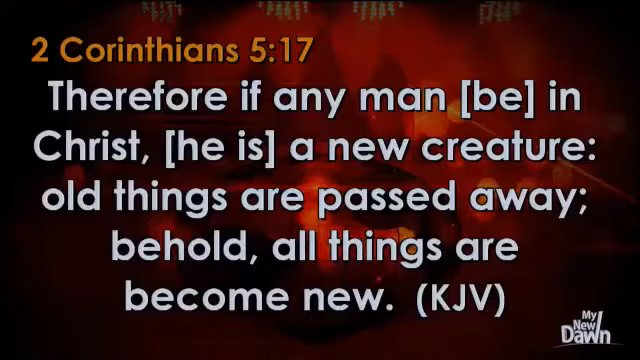 2 Corinthians 5:17
Therefore if any man [be] in
Christ, [he is] a new creature:
old things are passed away;
behold, all things are
become new. (KJV)
My
New
Dawn